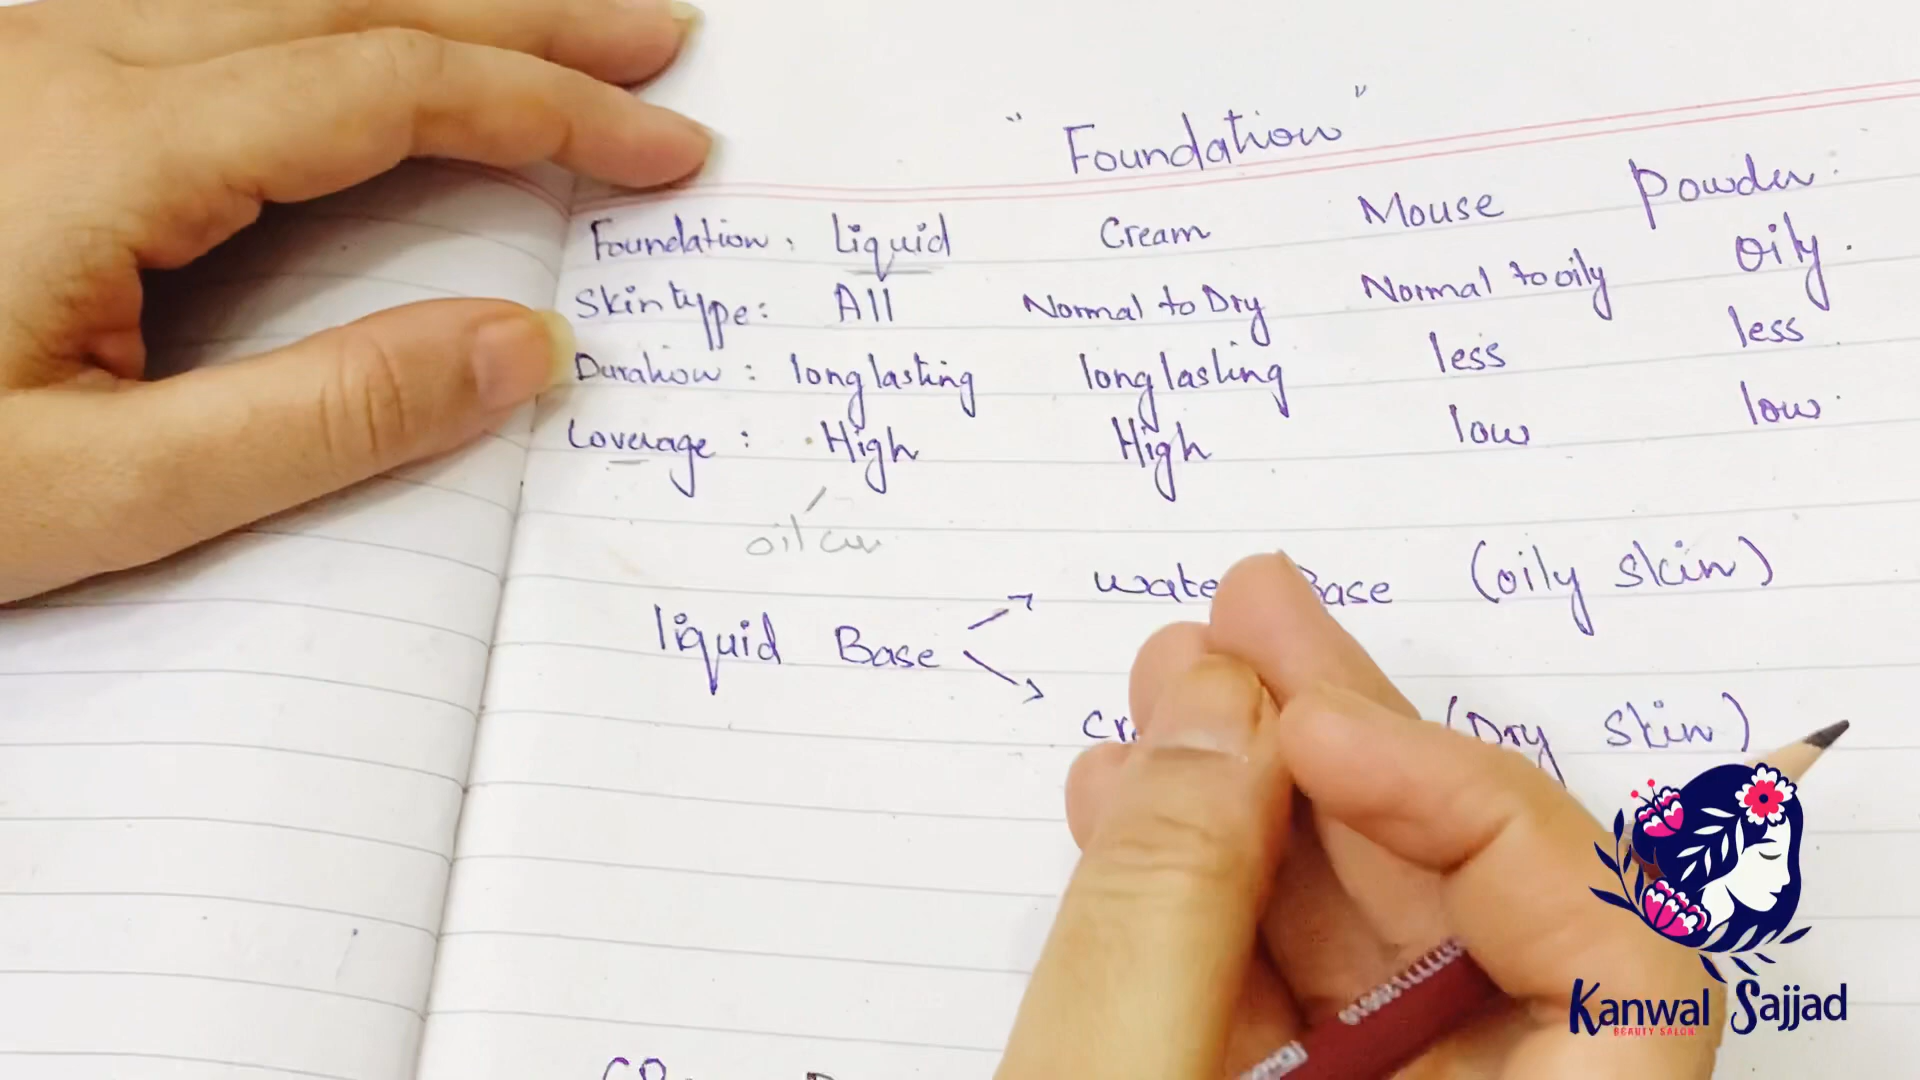 " Foundation "
Foundation: Liquid Cream Mouse Powder.
Skin type: All Normal to Dry Normal to oily oily.
Duration: long lasting long lasting less less
Coverage: High High low low.
oil
Base (oily skin)
liquid Base
(Dry skin)
Kanwal Sajjad
BEAUTY SALON